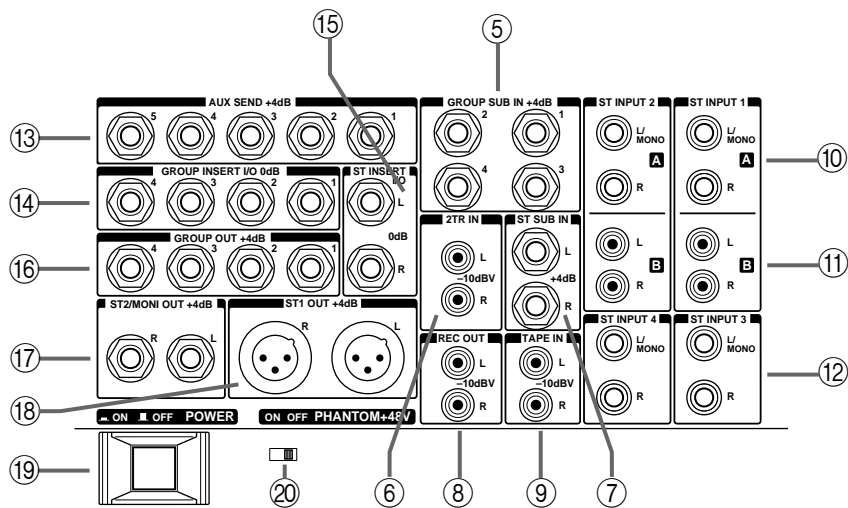 ⑮ ⑤
AUX SEND +4dB
5 4 3 2 1
⑬
GROUP INSERT I/O 0dB
4 3 2 1
⑭
ST INSERT
I/O
L
0dB
R
GROUP OUT +4dB
4 3 2 1
⑯
ST2/MONI OUT +4dB
R L
⑰
ST1 OUT +4dB
R L
⑱
GROUP SUB IN +4dB
2 1
4 3
2TR IN
L
–10dBV
R
ST SUB IN
L
+4dB
R
REC OUT
L
–10dBV
R
TAPE IN
L
–10dBV
R
ST INPUT 2
L/
MONO
A
R
L
B
R
ST INPUT 1
L/
MONO
A
R
L
B
R
⑩
⑪
ST INPUT 4
L/
MONO
R
ST INPUT 3
L/
MONO
R
⑫
ON OFF POWER
ON OFF PHANTOM+48V
⑲ ⑳ ⑥ ⑧ ⑨ ⑦